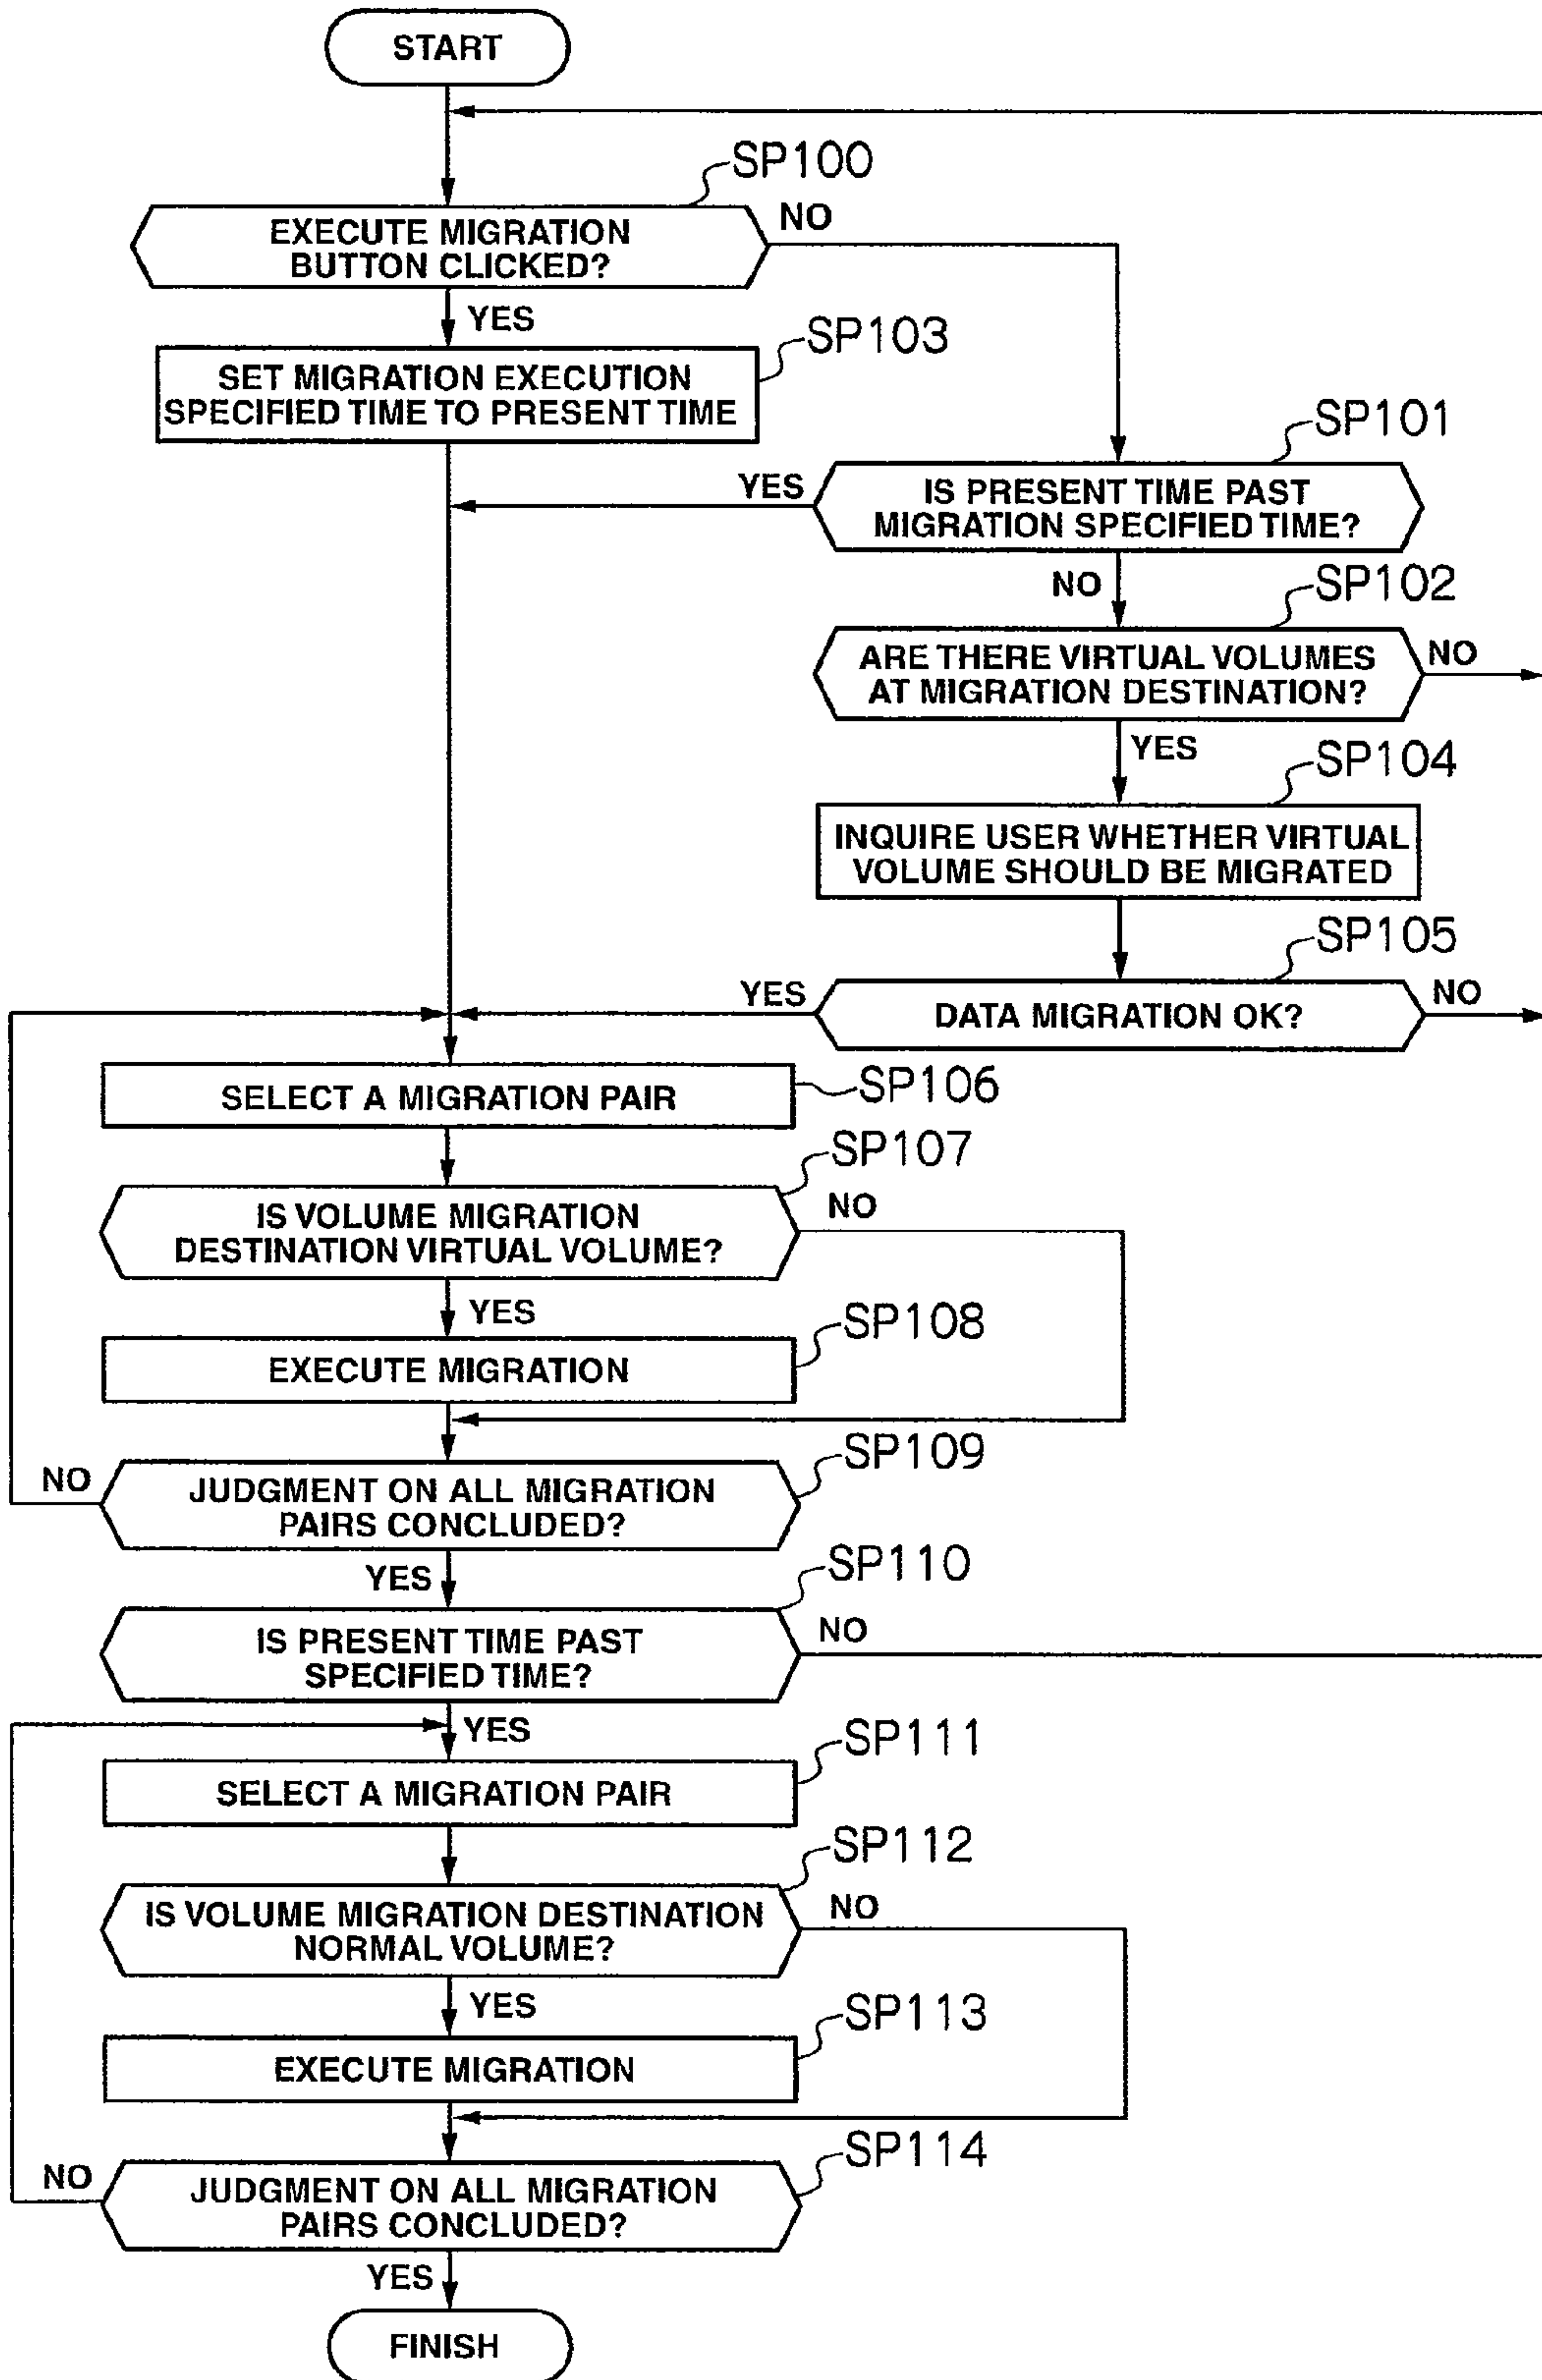 START
SP100
EXECUTE MIGRATION
BUTTON CLICKED?
NO
YES
SP103
SET MIGRATION EXECUTION
SPECIFIED TIME TO PRESENT TIME
SP101
YES
IS PRESENT TIME PAST
MIGRATION SPECIFIED TIME?
NO
SP102
ARE THERE VIRTUAL VOLUMES
AT MIGRATION DESTINATION?
NO
YES
SP104
INQUIRE USER WHETHER VIRTUAL
VOLUME SHOULD BE MIGRATED
SP105
YES
DATA MIGRATION OK?
NO
SELECT A MIGRATION PAIR
SP106
SP107
IS VOLUME MIGRATION
DESTINATION VIRTUAL VOLUME?
NO
YES
SP108
EXECUTE MIGRATION
SP109
NO
JUDGMENT ON ALL MIGRATION
PAIRS CONCLUDED?
YES
SP110
IS PRESENT TIME PAST
SPECIFIED TIME?
NO
YES
SP111
SELECT A MIGRATION PAIR
SP112
IS VOLUME MIGRATION DESTINATION
NORMAL VOLUME?
NO
YES
SP113
EXECUTE MIGRATION
SP114
NO
JUDGMENT ON ALL MIGRATION
PAIRS CONCLUDED?
YES
FINISH